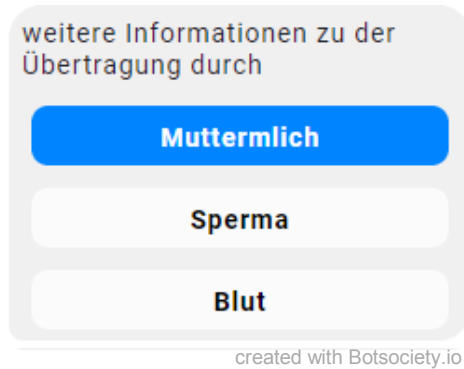 weitere Informationen zu der
Übertragung durch
Muttermlich
Sperma
Blut
created with Botsociety.io